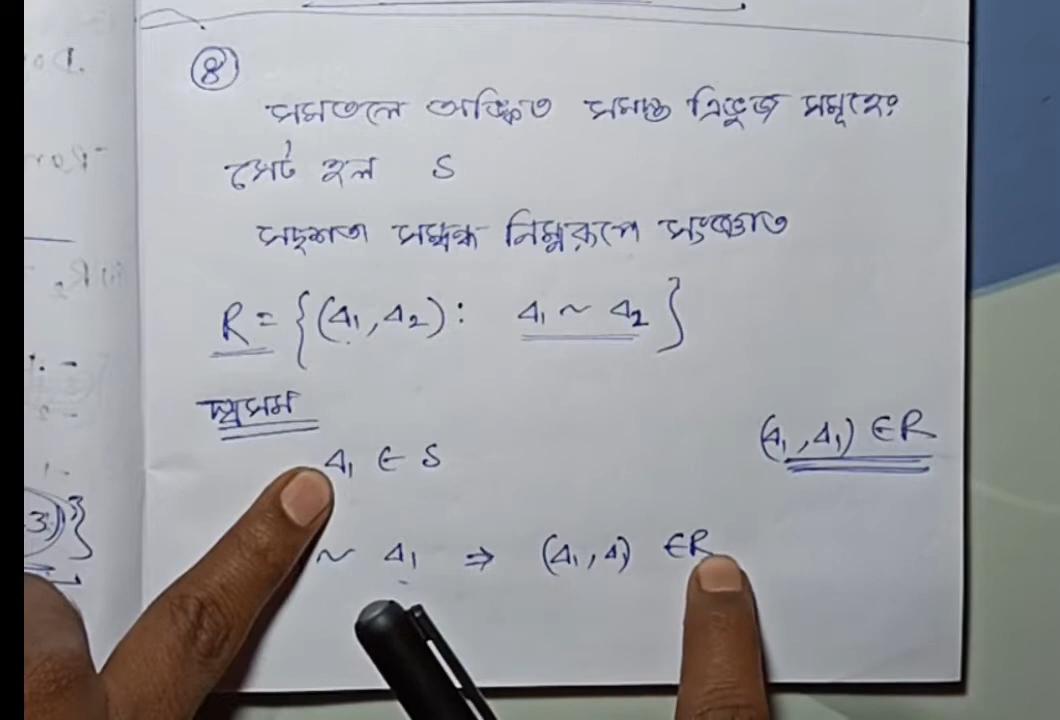 8
সমতলে অঙ্কিত সমস্ত ত্রিভুজ সমূহের
সেট হল S
সদৃশতা সম্বন্ধ নিম্নরূপে সংজ্ঞাত
R = {(Δ₁, Δ₂): Δ₁ ~ Δ₂}
স্বসম
Δ₁ ∈ S
(Δ₁, Δ₁) ∈ R
~ Δ₁ ⇒ (Δ₁, Δ) ∈R